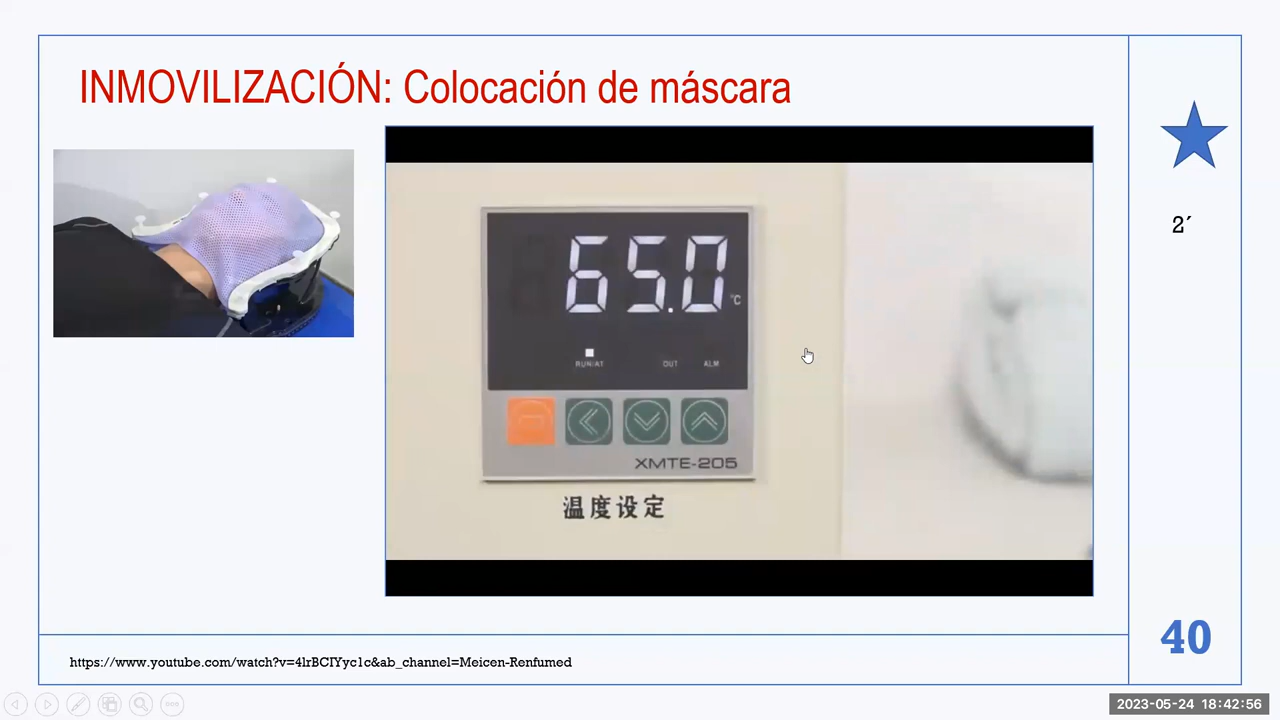 INMOVILIZACIÓN: Colocación de máscara
2´
65.0 °C
RUN/AT OUT ALM
XMTE-205
温度设定
40
https://www.youtube.com/watch?v=4lrBCIYyc1c&ab_channel=Meicen-Renfumed
2023-05-24 18:42:56